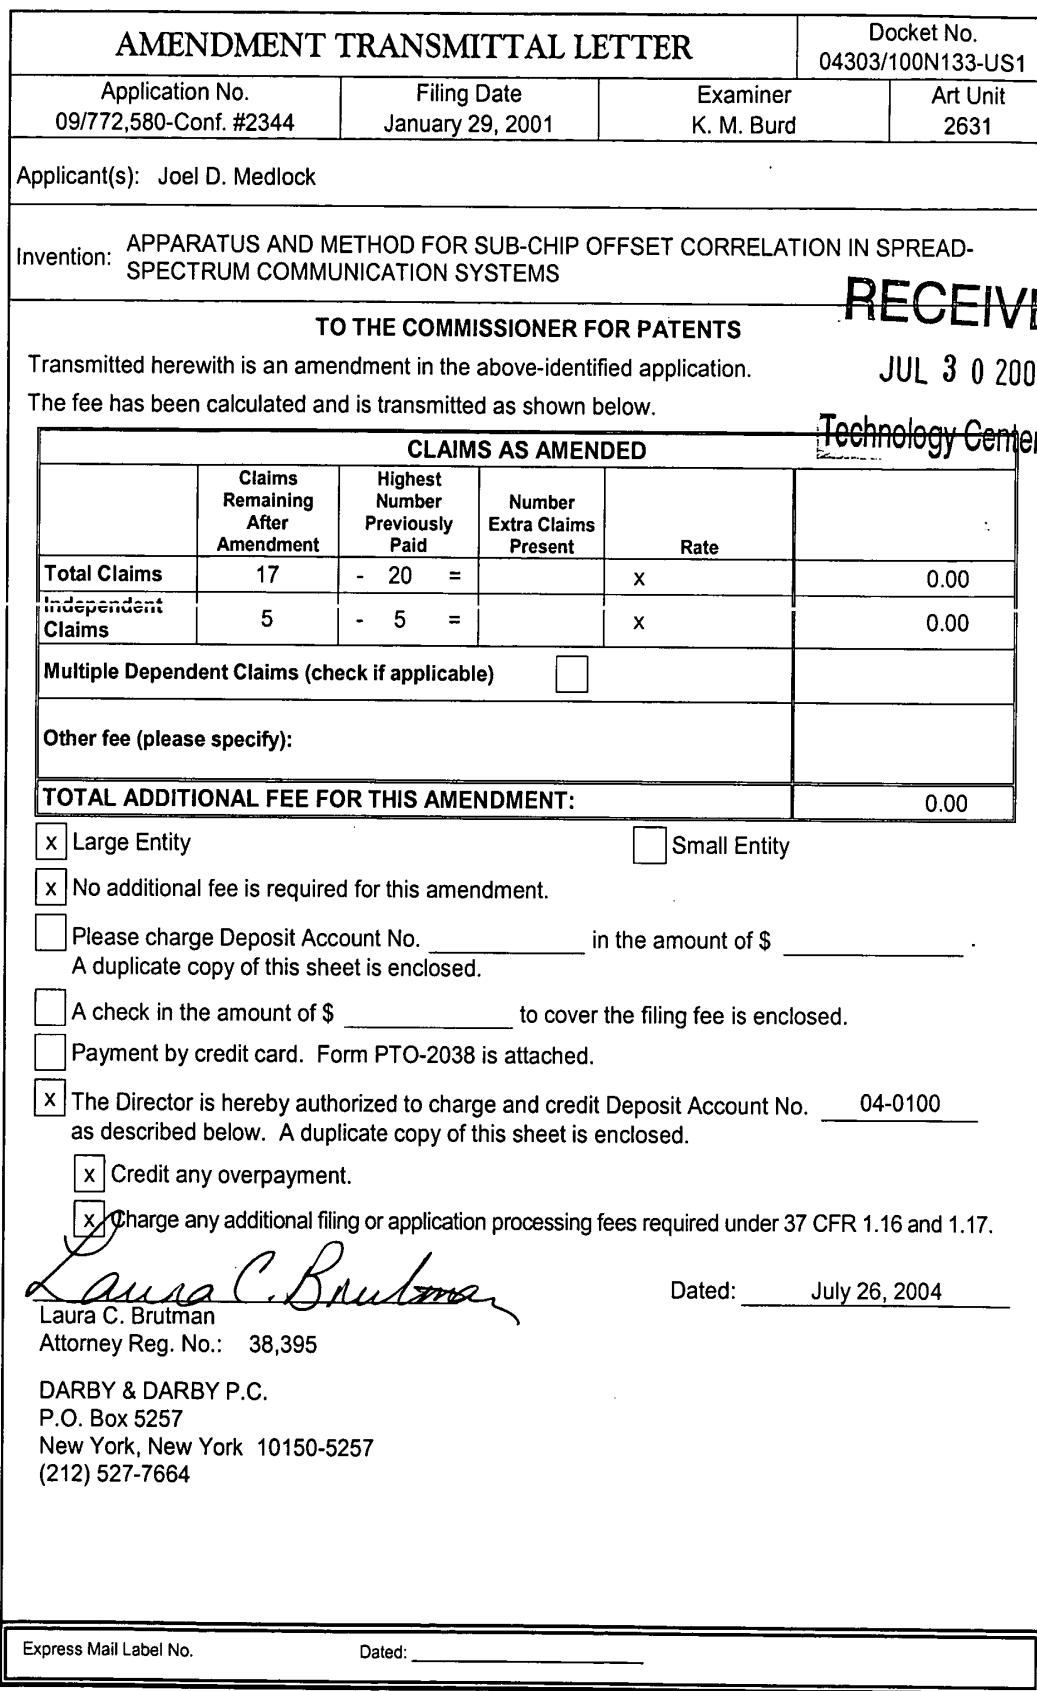 AMENDMENT TRANSMITTAL LETTER
Docket No.
04303/100N133-US1
Application No.
09/772,580-Conf. #2344
Filing Date
January 29, 2001
Examiner
K. M. Burd
Art Unit
2631
Applicant(s): Joel D. Medlock
Invention: APPARATUS AND METHOD FOR SUB-CHIP OFFSET CORRELATION IN SPREAD-
SPECTRUM COMMUNICATION SYSTEMS
RECEIV
TO THE COMMISSIONER FOR PATENTS
Transmitted herewith is an amendment in the above-identified application.
JUL 3 0 200
The fee has been calculated and is transmitted as shown below.
Technology Center
CLAIMS AS AMENDED
Claims
Remaining
After
Amendment
Highest
Number
Previously
Paid
Number
Extra Claims
Present
Rate
Total Claims 17 - 20 = x 0.00
Independent
Claims 5 - 5 = x 0.00
Multiple Dependent Claims (check if applicable)
Other fee (please specify):
TOTAL ADDITIONAL FEE FOR THIS AMENDMENT: 0.00
x Large Entity Small Entity
x No additional fee is required for this amendment.
Please charge Deposit Account No. ____ in the amount of $ ____ .
A duplicate copy of this sheet is enclosed.
A check in the amount of $ ____ to cover the filing fee is enclosed.
Payment by credit card. Form PTO-2038 is attached.
x The Director is hereby authorized to charge and credit Deposit Account No. 04-0100
as described below. A duplicate copy of this sheet is enclosed.
x Credit any overpayment.
x Charge any additional filing or application processing fees required under 37 CFR 1.16 and 1.17.
Laura C. Brutman
Dated: July 26, 2004
Laura C. Brutman
Attorney Reg. No.: 38,395
DARBY & DARBY P.C.
P.O. Box 5257
New York, New York 10150-5257
(212) 527-7664
Express Mail Label No. Dated: ____